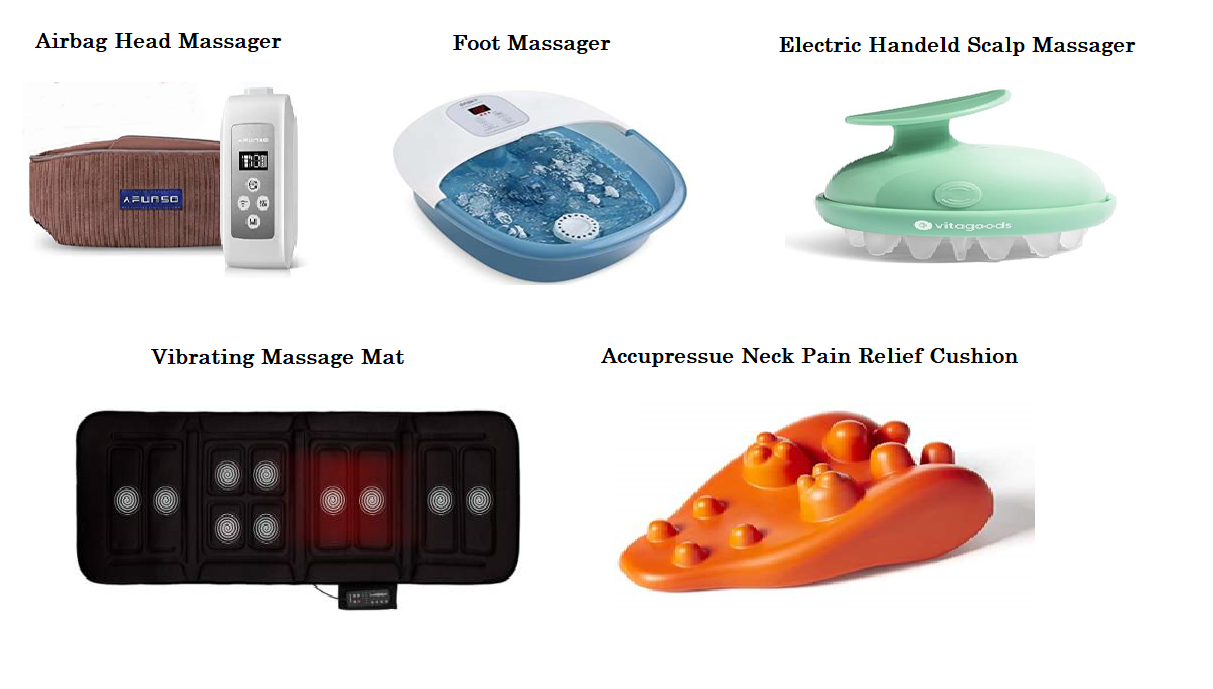 Airbag Head Massager
Foot Massager
Electric Handeld Scalp Massager
AFUNSO
vitagoods
Vibrating Massage Mat
Accupressue Neck Pain Relief Cushion